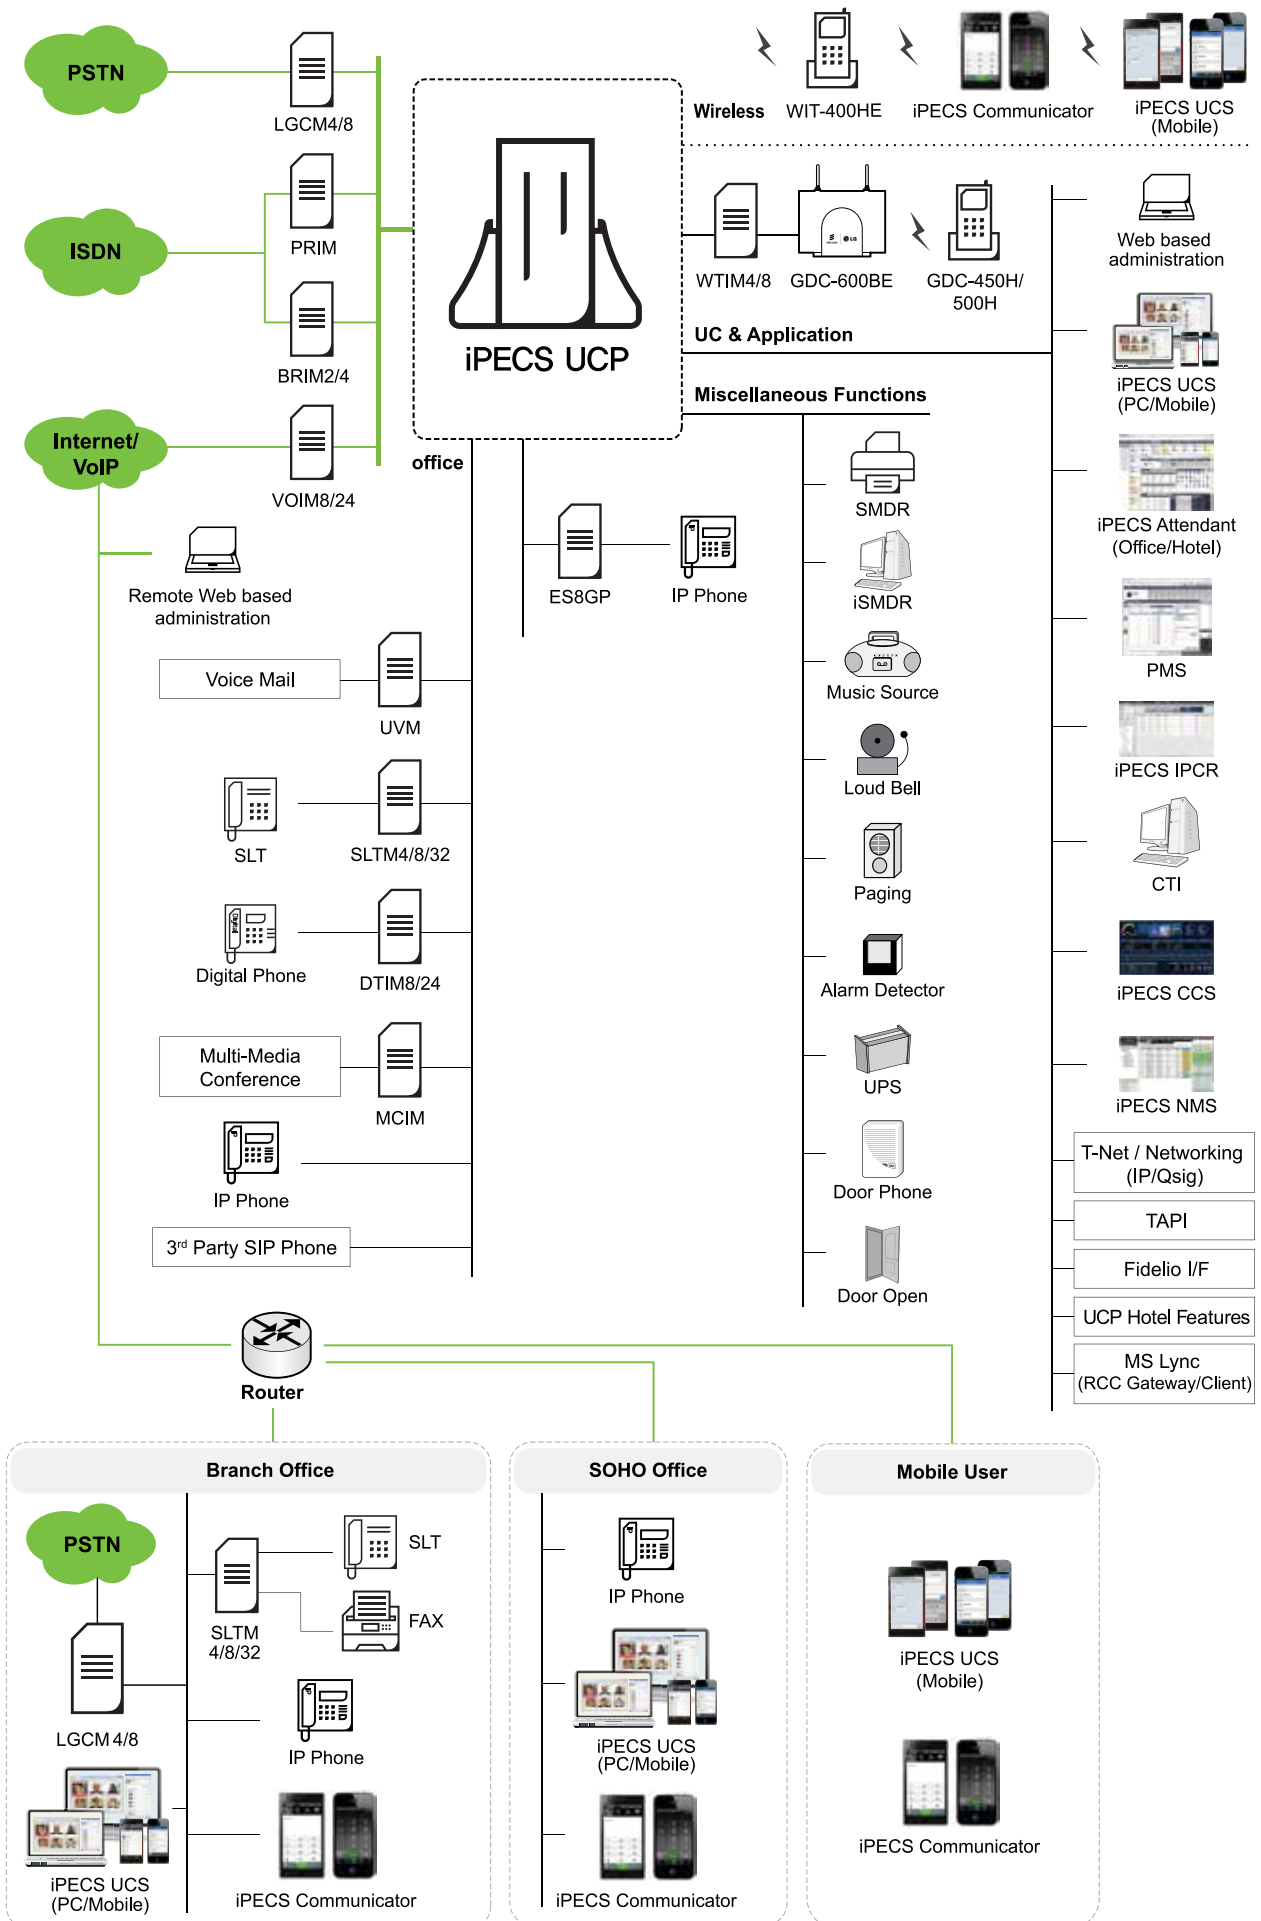 PSTN
LGCM4/8
ISDN
PRIM
BRIM2/4
Internet/
VoIP
VOIM8/24
Remote Web based
administration
iPECS UCP
Wireless
WIT-400HE
iPECS Communicator
iPECS UCS
(Mobile)
WTIM4/8
GDC-600BE
GDC-450H/
500H
UC & Application
Miscellaneous Functions
office
ES8GP
IP Phone
Voice Mail
UVM
SLT
SLTM4/8/32
Digital
Digital Phone
DTIM8/24
Multi-Media
Conference
MCIM
IP Phone
3rd Party SIP Phone
SMDR
iSMDR
Music Source
Loud Bell
Paging
Alarm Detector
UPS
Door Phone
Door Open
Web based
administration
iPECS UCS
(PC/Mobile)
iPECS Attendant
(Office/Hotel)
PMS
iPECS IPCR
CTI
iPECS CCS
iPECS NMS
T-Net / Networking
(IP/Qsig)
TAPI
Fidelio I/F
UCP Hotel Features
MS Lync
(RCC Gateway/Client)
Router
Branch Office
PSTN
LGCM 4/8
iPECS UCS
(PC/Mobile)
SLTM
4/8/32
SLT
FAX
IP Phone
iPECS Communicator
SOHO Office
IP Phone
iPECS UCS
(PC/Mobile)
iPECS Communicator
Mobile User
iPECS UCS
(Mobile)
iPECS Communicator